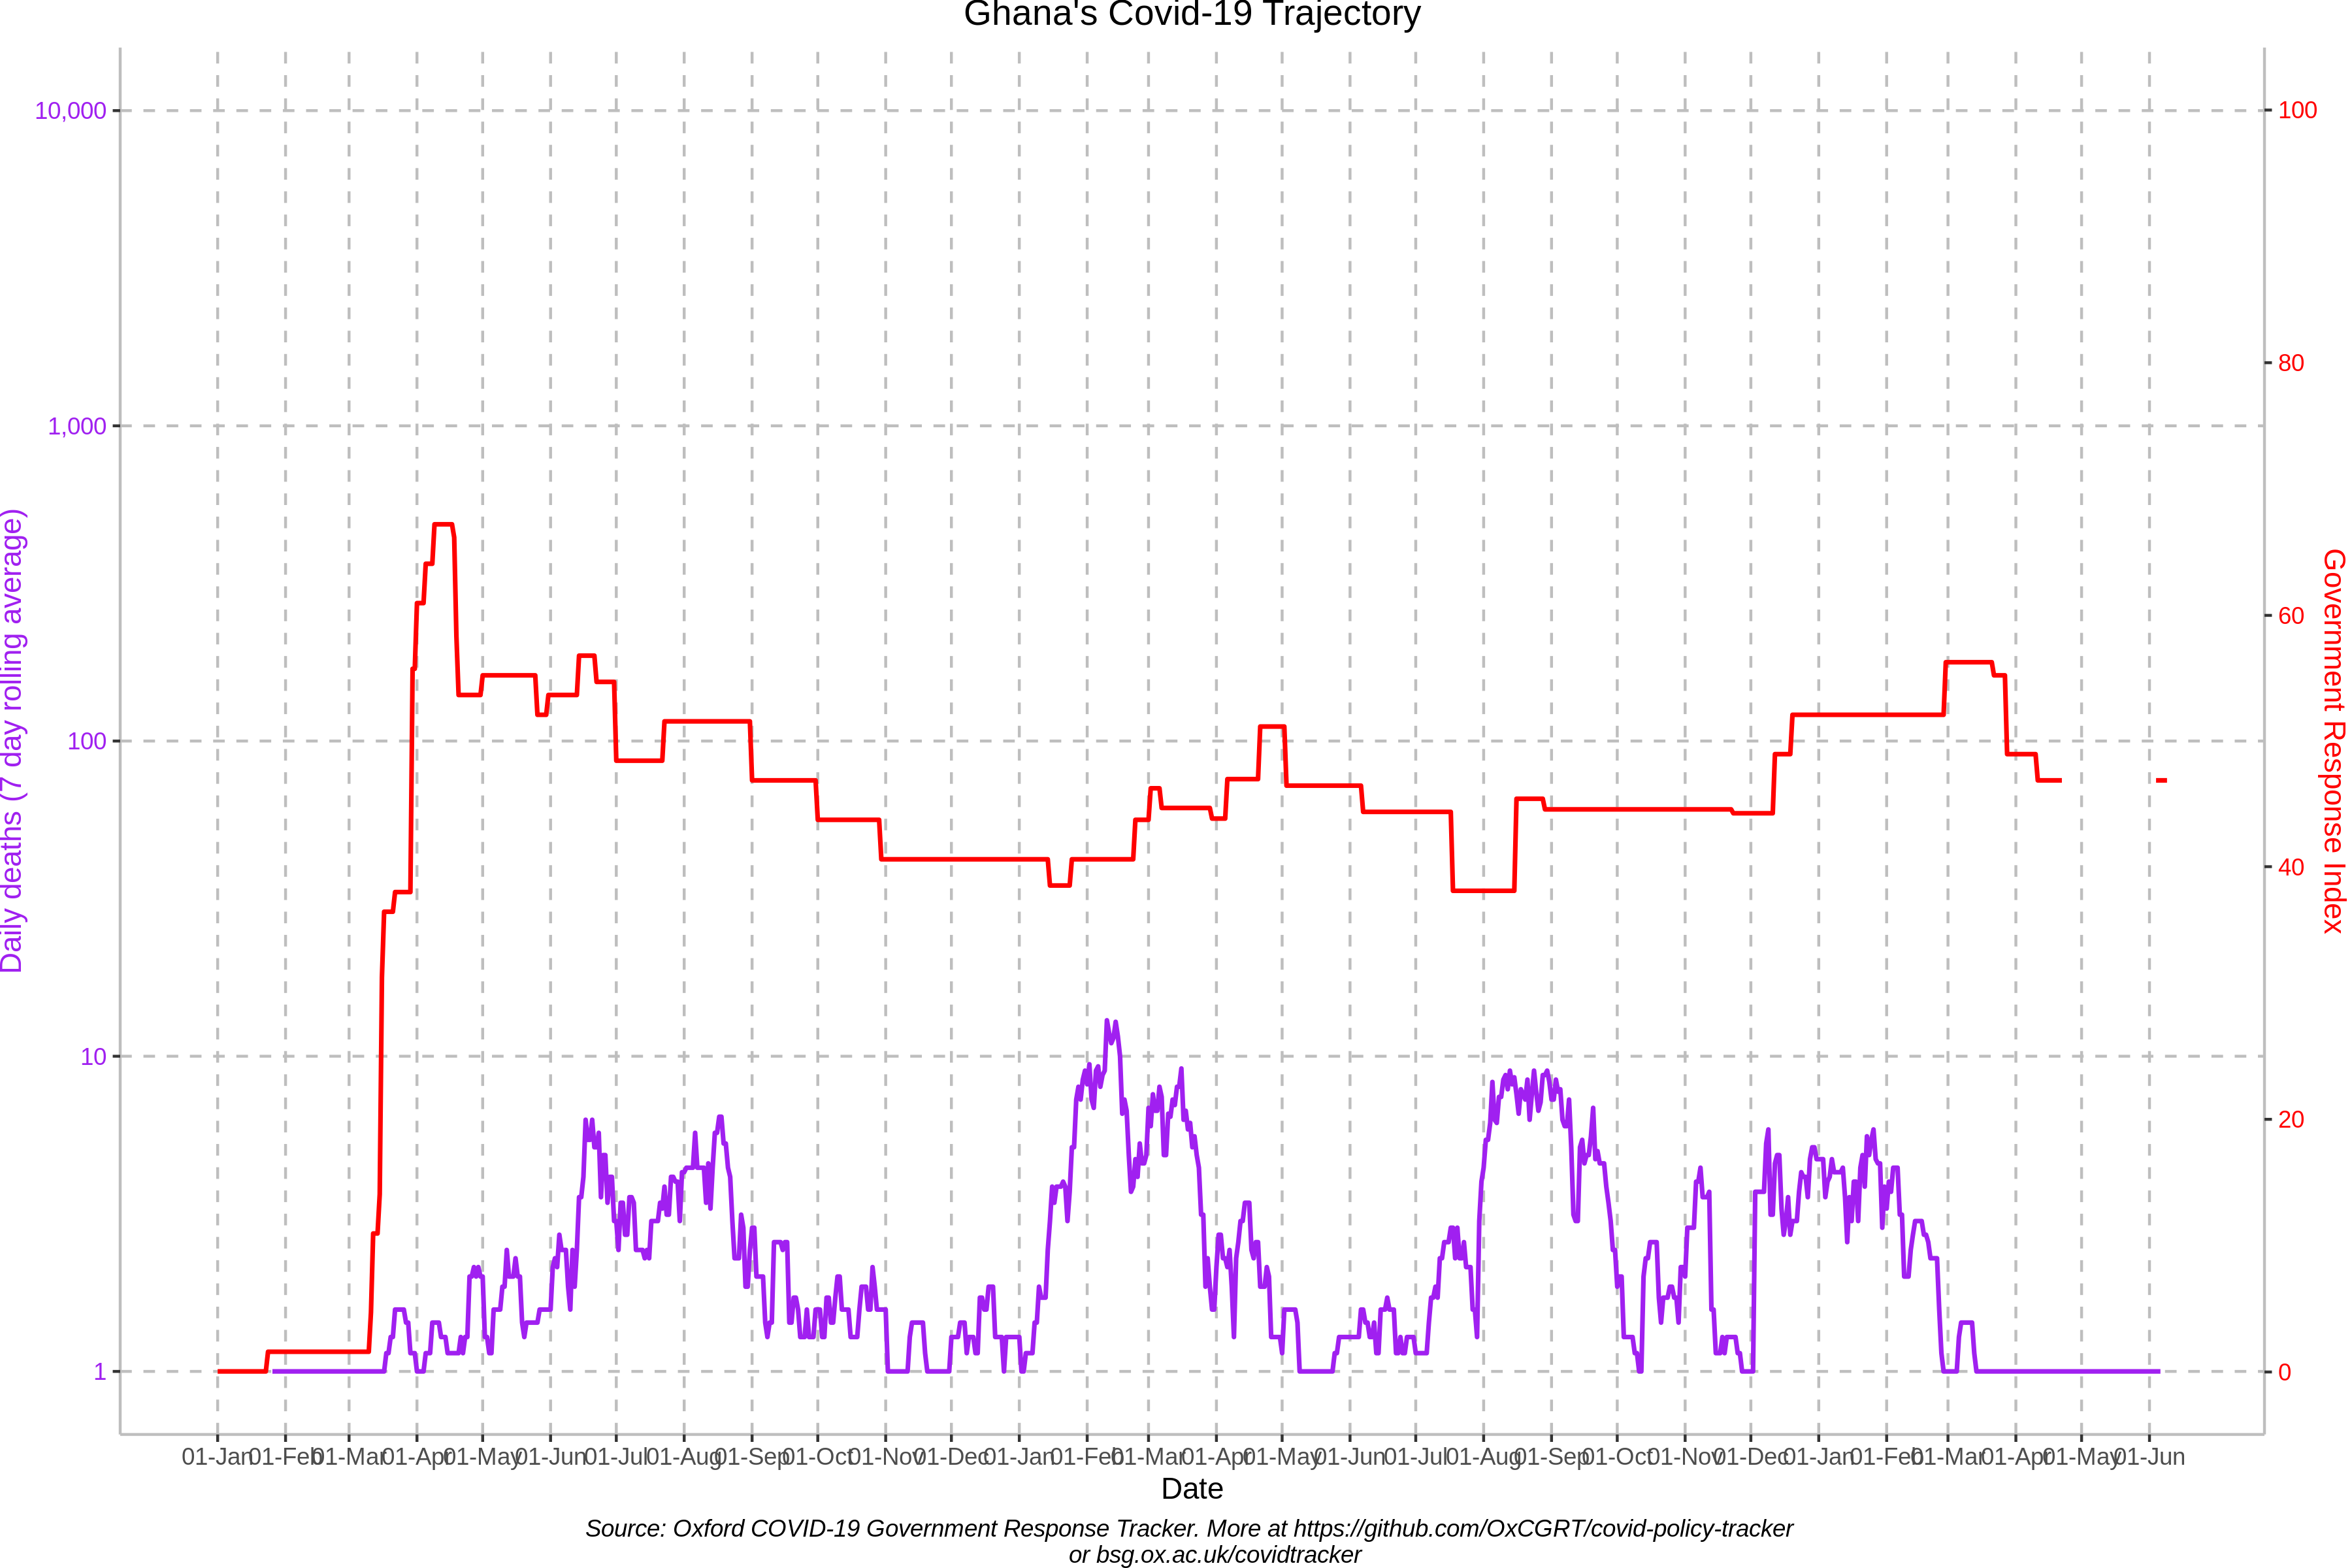 Ghana's Covid-19 Trajectory
Daily deaths (7 day rolling average)
10,000
1,000
100
10
1
100
80
60
40
20
0
Government Response Index
01-Jan
01-Feb
01-Mar
01-Apr
01-May
01-Jun
01-Jul
01-Aug
01-Sep
01-Oct
01-Nov
01-Dec
01-Jan
01-Feb
01-Mar
01-Apr
01-May
01-Jun
01-Jul
01-Aug
01-Sep
01-Oct
01-Nov
01-Dec
01-Jan
01-Feb
01-Mar
01-Apr
01-May
01-Jun
Date
Source: Oxford COVID-19 Government Response Tracker. More at https://github.com/OxCGRT/covid-policy-tracker
or bsg.ox.ac.uk/covidtracker